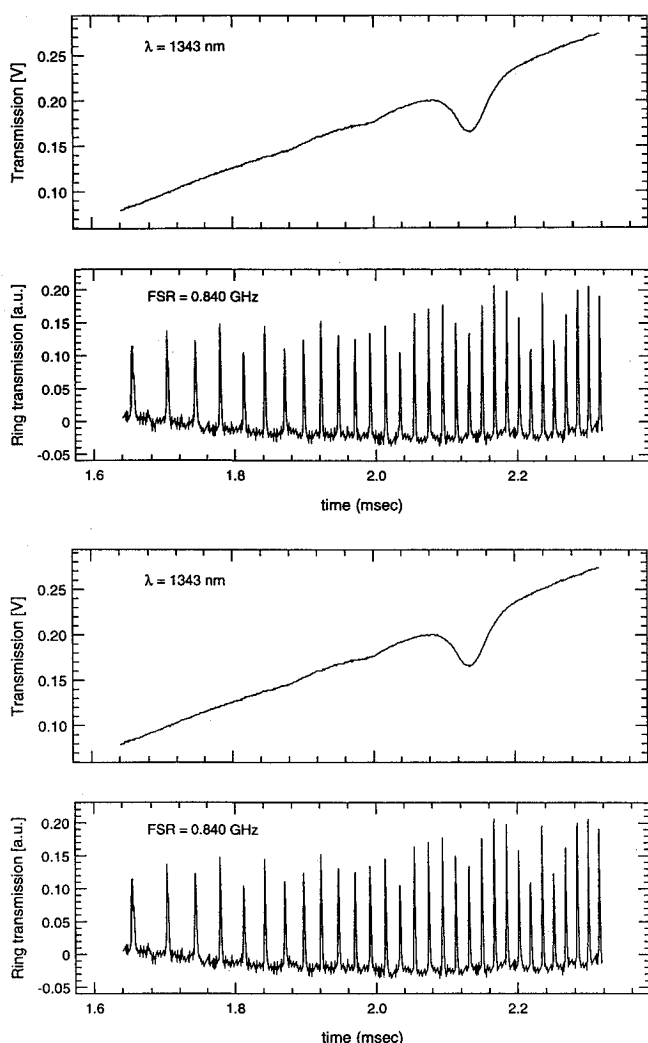 λ = 1343 nm
Transmission [V]
0.25
0.20
0.15
0.10
FSR = 0.840 GHz
Ring transmission [a.u.]
0.20
0.15
0.10
0.05
0
-0.05
1.6
1.8
2.0
2.2
time (msec)
λ = 1343 nm
Transmission [V]
0.25
0.20
0.15
0.10
FSR = 0.840 GHz
Ring transmission [a.u.]
0.20
0.15
0.10
0.05
0
-0.05
1.6
1.8
2.0
2.2
time (msec)